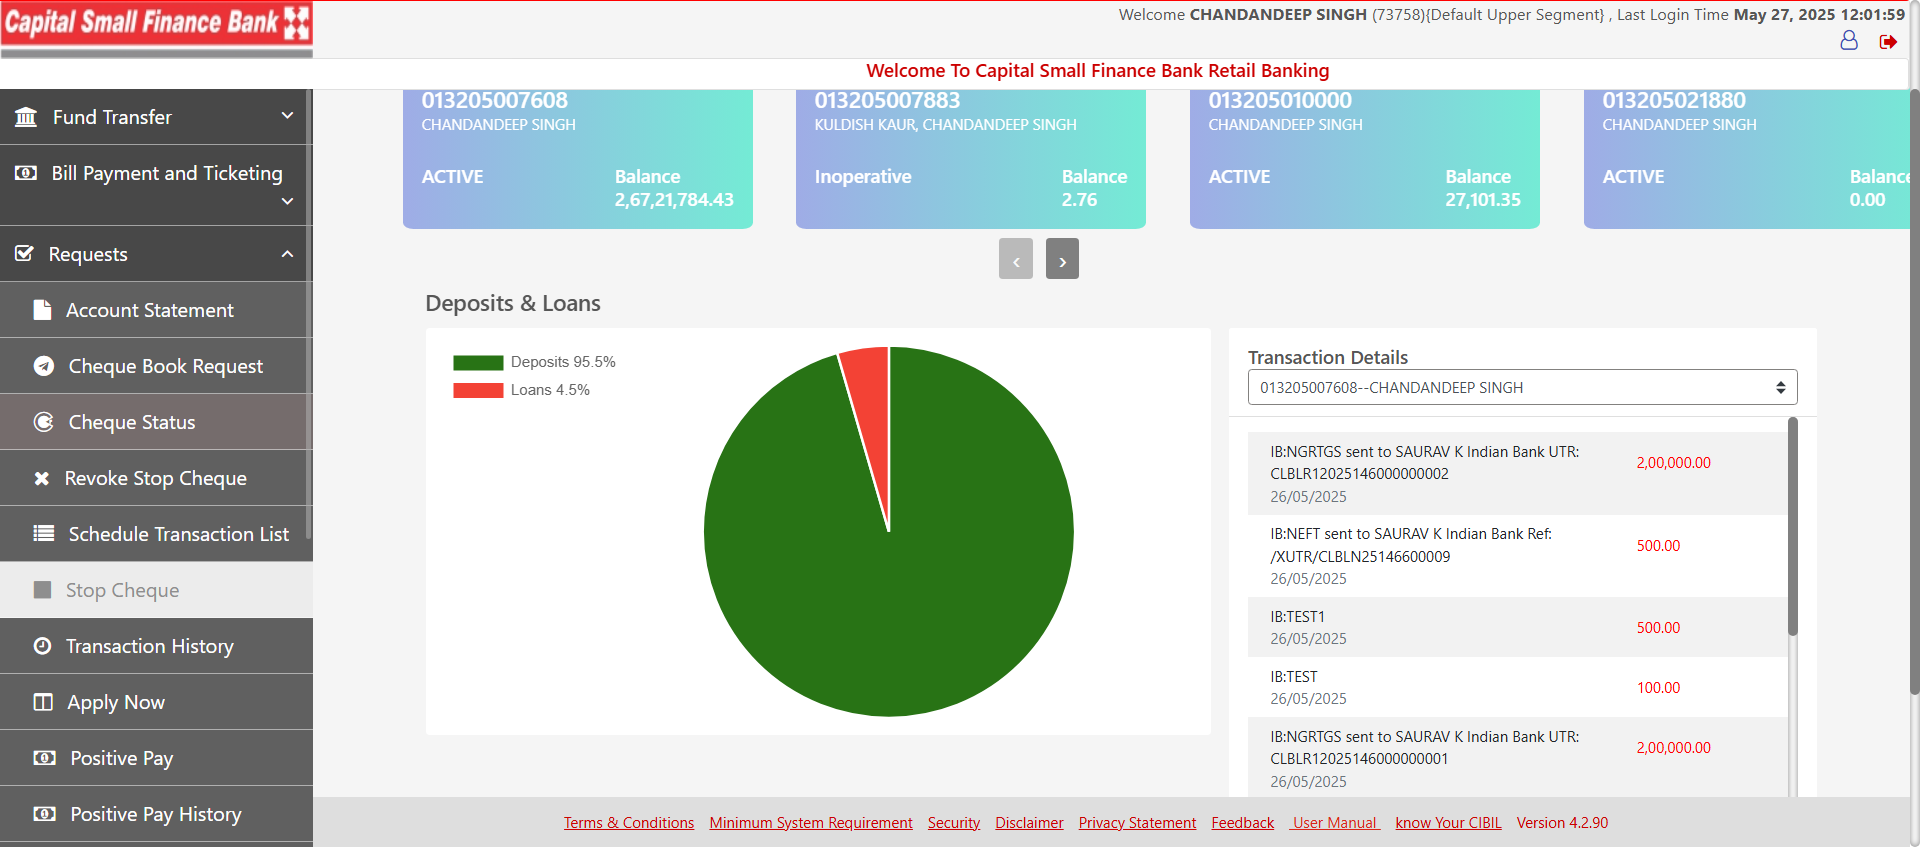 Capital Small Finance Bank
Welcome CHANDANDEEP SINGH (73758){Default Upper Segment} , Last Login Time May 27, 2025 12:01:59
Welcome To Capital Small Finance Bank Retail Banking
Fund Transfer
Bill Payment and Ticketing
Requests
Account Statement
Cheque Book Request
Cheque Status
Revoke Stop Cheque
Schedule Transaction List
Stop Cheque
Transaction History
Apply Now
Positive Pay
Positive Pay History
013205007608
CHANDANDEEP SINGH
ACTIVE
Balance
2,67,21,784.43
013205007883
KULDISH KAUR, CHANDANDEEP SINGH
Inoperative
Balance
2.76
013205010000
CHANDANDEEP SINGH
ACTIVE
Balance
27,101.35
013205021880
CHANDANDEEP SINGH
ACTIVE
Balance
0.00
‹ ›
Deposits & Loans
Deposits 95.5%
Loans 4.5%
Transaction Details
013205007608--CHANDANDEEP SINGH
IB:NGRTGS sent to SAURAV K Indian Bank UTR:
CLBLR12025146000000002
26/05/2025
2,00,000.00
IB:NEFT sent to SAURAV K Indian Bank Ref:
/XUTR/CLBLN25146600009
26/05/2025
500.00
IB:TEST1
26/05/2025
500.00
IB:TEST
26/05/2025
100.00
IB:NGRTGS sent to SAURAV K Indian Bank UTR:
CLBLR12025146000000001
26/05/2025
2,00,000.00
Terms & Conditions Minimum System Requirement Security Disclaimer Privacy Statement Feedback User Manual know Your CIBIL Version 4.2.90